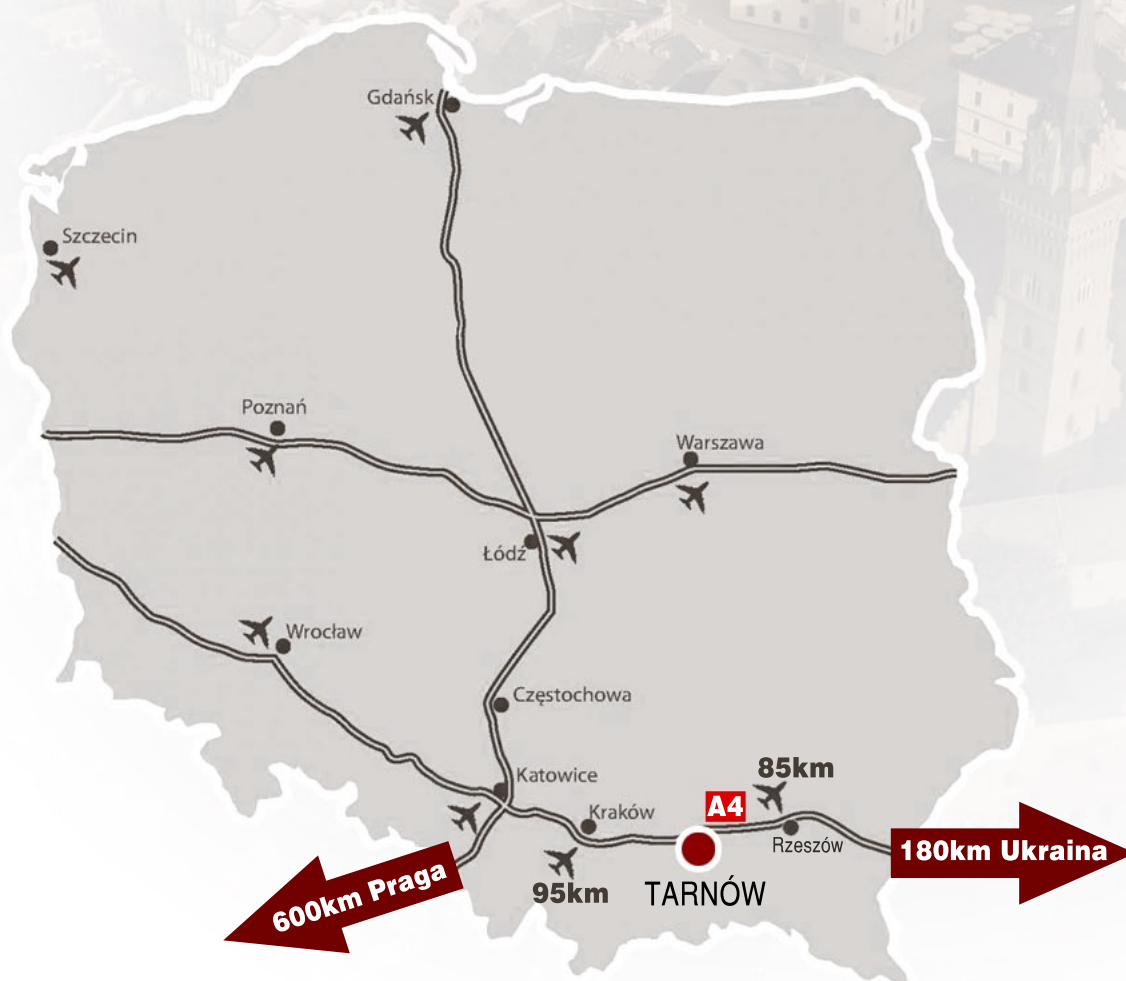 Gdańsk
Szczecin
Poznań
Warszawa
Łódź
Wrocław
Częstochowa
Katowice
85km
A4
Kraków
Rzeszów
180km Ukraina
600km Praga
95km
TARNÓW